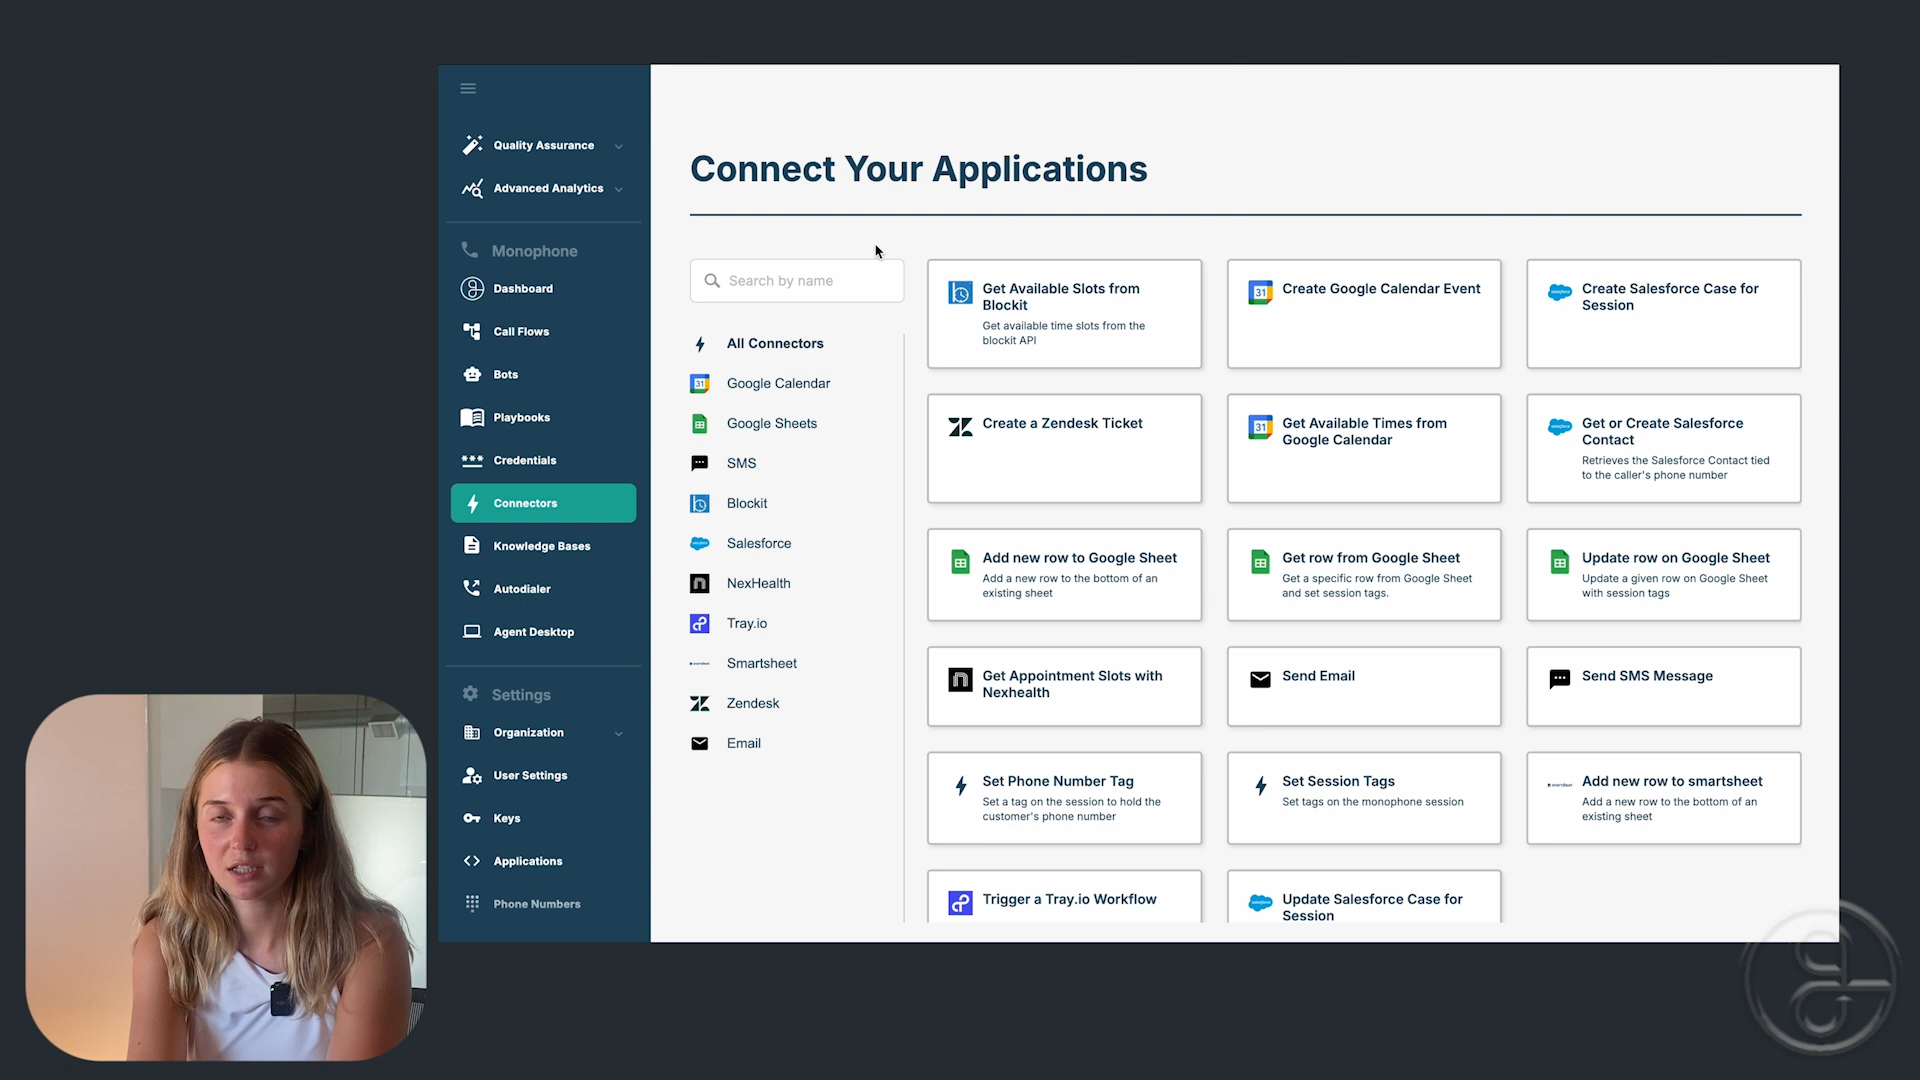 Quality Assurance
Advanced Analytics
Monophone
Dashboard
Call Flows
Bots
Playbooks
Credentials
Connectors
Knowledge Bases
Autodialer
Agent Desktop
Settings
Organization
User Settings
Keys
Applications
Phone Numbers
Connect Your Applications
Search by name
All Connectors
31
Google Calendar
Google Sheets
SMS
Blockit
salesforce
Salesforce
NexHealth
Tray.io
smartsheet
Smartsheet
Zendesk
Email
Get Available Slots from
Blockit
Get available time slots from the
blockit API
31
Create Google Calendar Event
salesforce
Create Salesforce Case for
Session
Create a Zendesk Ticket
31
Get Available Times from
Google Calendar
salesforce
Get or Create Salesforce
Contact
Retrieves the Salesforce Contact tied
to the caller's phone number
Add new row to Google Sheet
Add a new row to the bottom of an
existing sheet
Get row from Google Sheet
Get a specific row from Google Sheet
and set session tags.
Update row on Google Sheet
Update a given row on Google Sheet
with session tags
Get Appointment Slots with
Nexhealth
Send Email
Send SMS Message
Set Phone Number Tag
Set a tag on the session to hold the
customer's phone number
Set Session Tags
Set tags on the monophone session
smartsheet
Add new row to smartsheet
Add a new row to the bottom of an
existing sheet
Trigger a Tray.io Workflow
salesforce
Update Salesforce Case for
Session